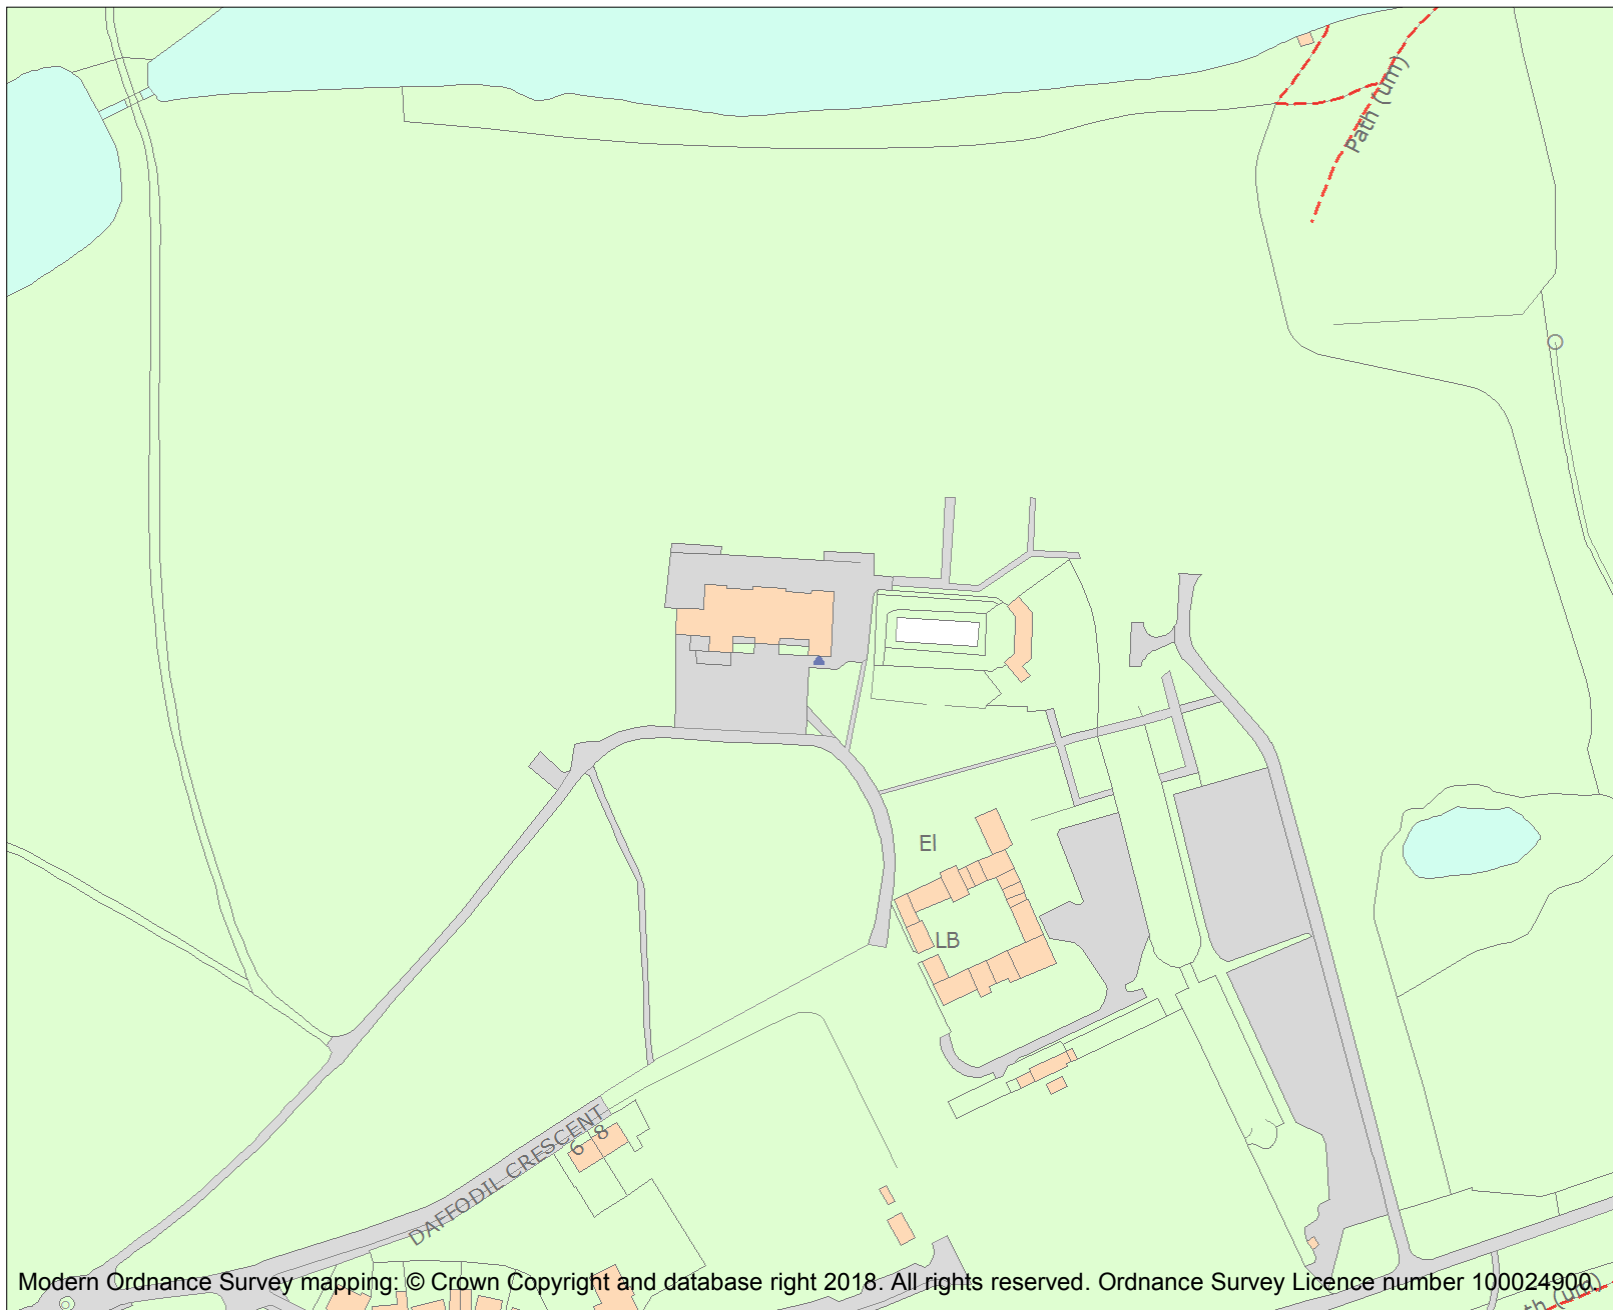 Path (um)
El
LB
DAFFODIL CRESCENT
6 8
Modern Ordnance Survey mapping: © Crown Copyright and database right 2018. All rights reserved. Ordnance Survey Licence number 100024900.
(um)